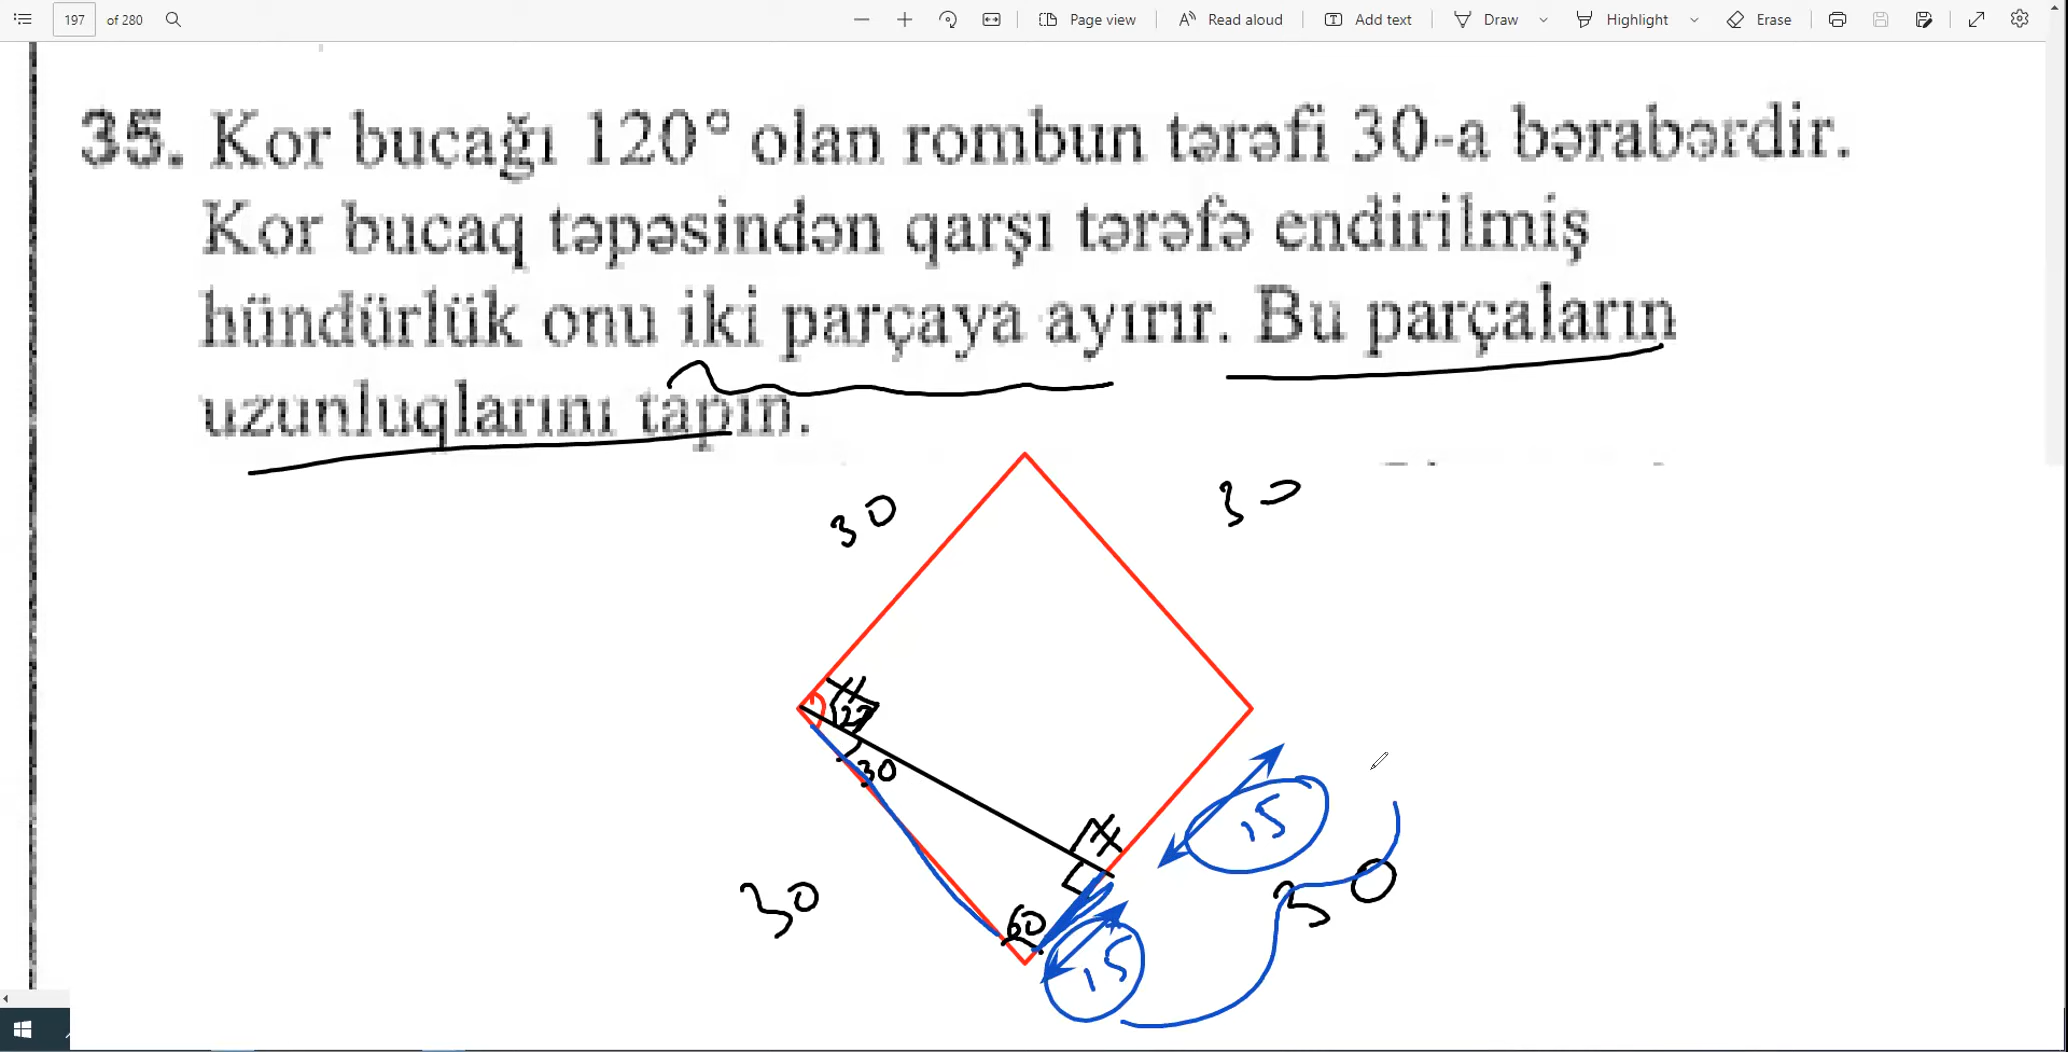 197 of 280 Page view Read aloud Add text Draw Highlight Erase
35. Kor bucağı 120° olan rombun tərəfi 30-a bərabərdir.
Kor bucaq təpəsindən qarşı tərəfə endirilmiş
hündürlük onu iki parçaya ayırır. Bu parçaların
uzunluqlarını tapın.
30
30
30
15
30
30
60
15